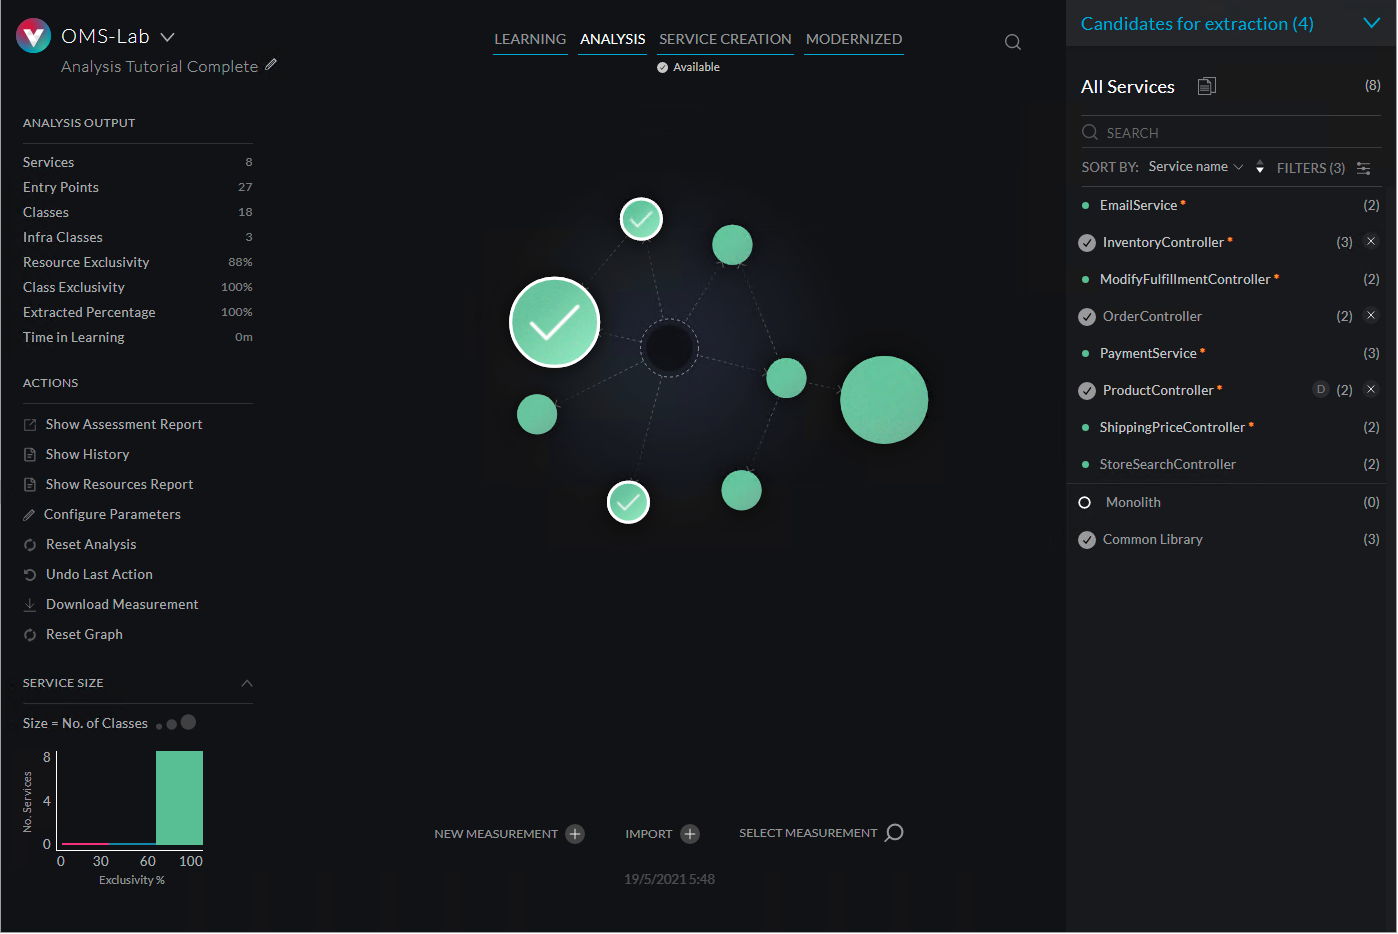 OMS-Lab
Analysis Tutorial Complete
LEARNING ANALYSIS SERVICE CREATION MODERNIZED
Available
ANALYSIS OUTPUT
Services 8
Entry Points 27
Classes 18
Infra Classes 3
Resource Exclusivity 88%
Class Exclusivity 100%
Extracted Percentage 100%
Time in Learning 0m
ACTIONS
Show Assessment Report
Show History
Show Resources Report
Configure Parameters
Reset Analysis
Undo Last Action
Download Measurement
Reset Graph
SERVICE SIZE
Size = No. of Classes
No. Services
8
4
0
0 30 60 100
Exclusivity %
NEW MEASUREMENT IMPORT SELECT MEASUREMENT
19/5/2021 5:48
Candidates for extraction (4)
All Services (8)
SEARCH
SORT BY: Service name FILTERS (3)
EmailService * (2)
InventoryController * (3)
ModifyFulfillmentController * (2)
OrderController (2)
PaymentService * (3)
ProductController * D (2)
ShippingPriceController * (2)
StoreSearchController (2)
Monolith (0)
Common Library (3)